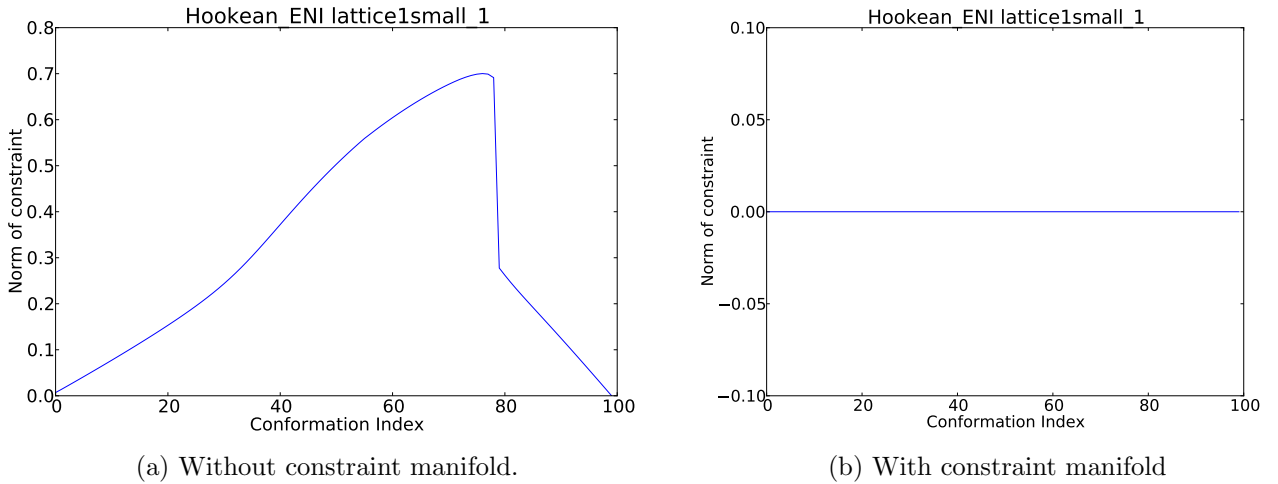 Hookean_ENI lattice1small_1
0.8
0.7
0.6
0.5
0.4
0.3
0.2
0.1
0.0
Norm of constraint
0 20 40 60 80 100
Conformation Index
(a) Without constraint manifold.
Hookean_ENI lattice1small_1
0.10
0.05
0.00
−0.05
−0.10
Norm of constraint
0 20 40 60 80 100
Conformation Index
(b) With constraint manifold